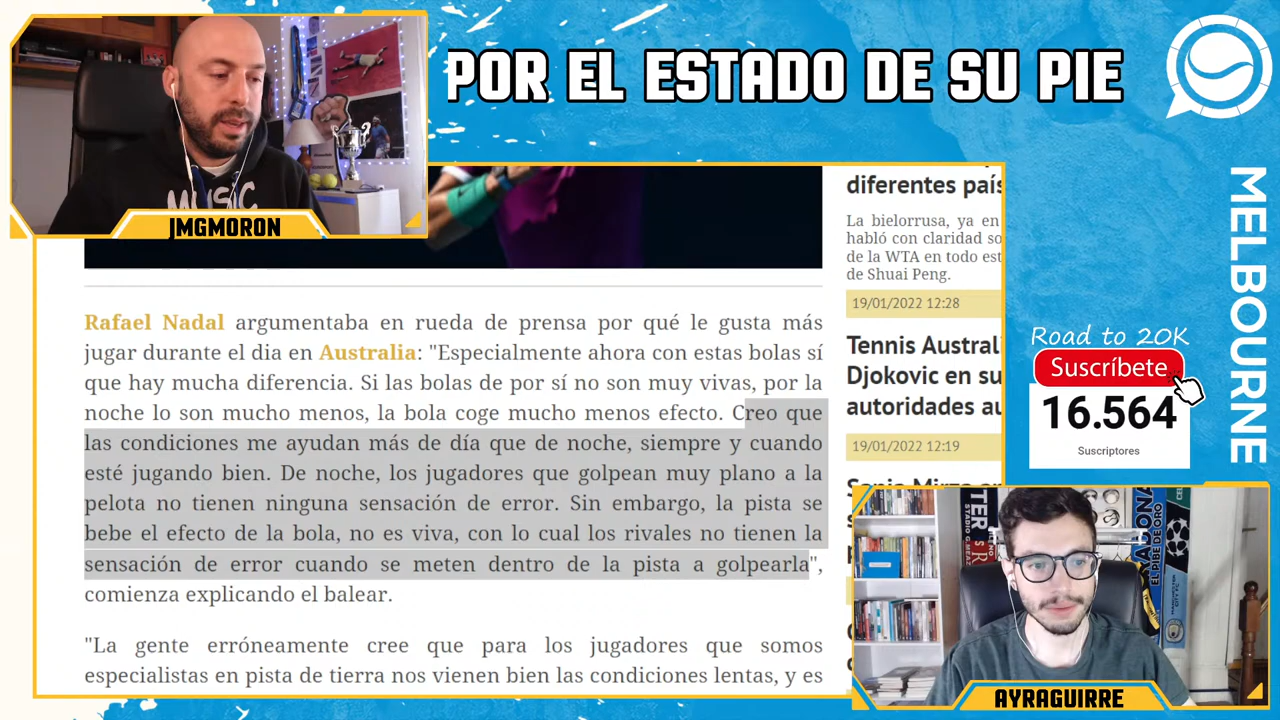 POR EL ESTADO DE SU PIE
MUSIC
JMGMORON
Rafael Nadal argumentaba en rueda de prensa por qué le gusta más
jugar durante el dia en Australia: "Especialmente ahora con estas bolas sí
que hay mucha diferencia. Si las bolas de por sí no son muy vivas, por la
noche lo son mucho menos, la bola coge mucho menos efecto. Creo que
las condiciones me ayudan más de día que de noche, siempre y cuando
esté jugando bien. De noche, los jugadores que golpean muy plano a la
pelota no tienen ninguna sensación de error. Sin embargo, la pista se
bebe el efecto de la bola, no es viva, con lo cual los rivales no tienen la
sensación de error cuando se meten dentro de la pista a golpearla",
comienza explicando el balear.
"La gente erróneamente cree que para los jugadores que somos
especialistas en pista de tierra nos vienen bien las condiciones lentas, y es
diferentes país
La bielorrusa, ya en
habló con claridad so
de la WTA en todo est
de Shuai Peng.
19/01/2022 12:28
Tennis Austral
Djokovic en su
autoridades au
19/01/2022 12:19
MELBOURNE
Road to 20K
Suscríbete
16.564
Suscriptores
EL PIBE DE ORO
AYRAGUIRRE